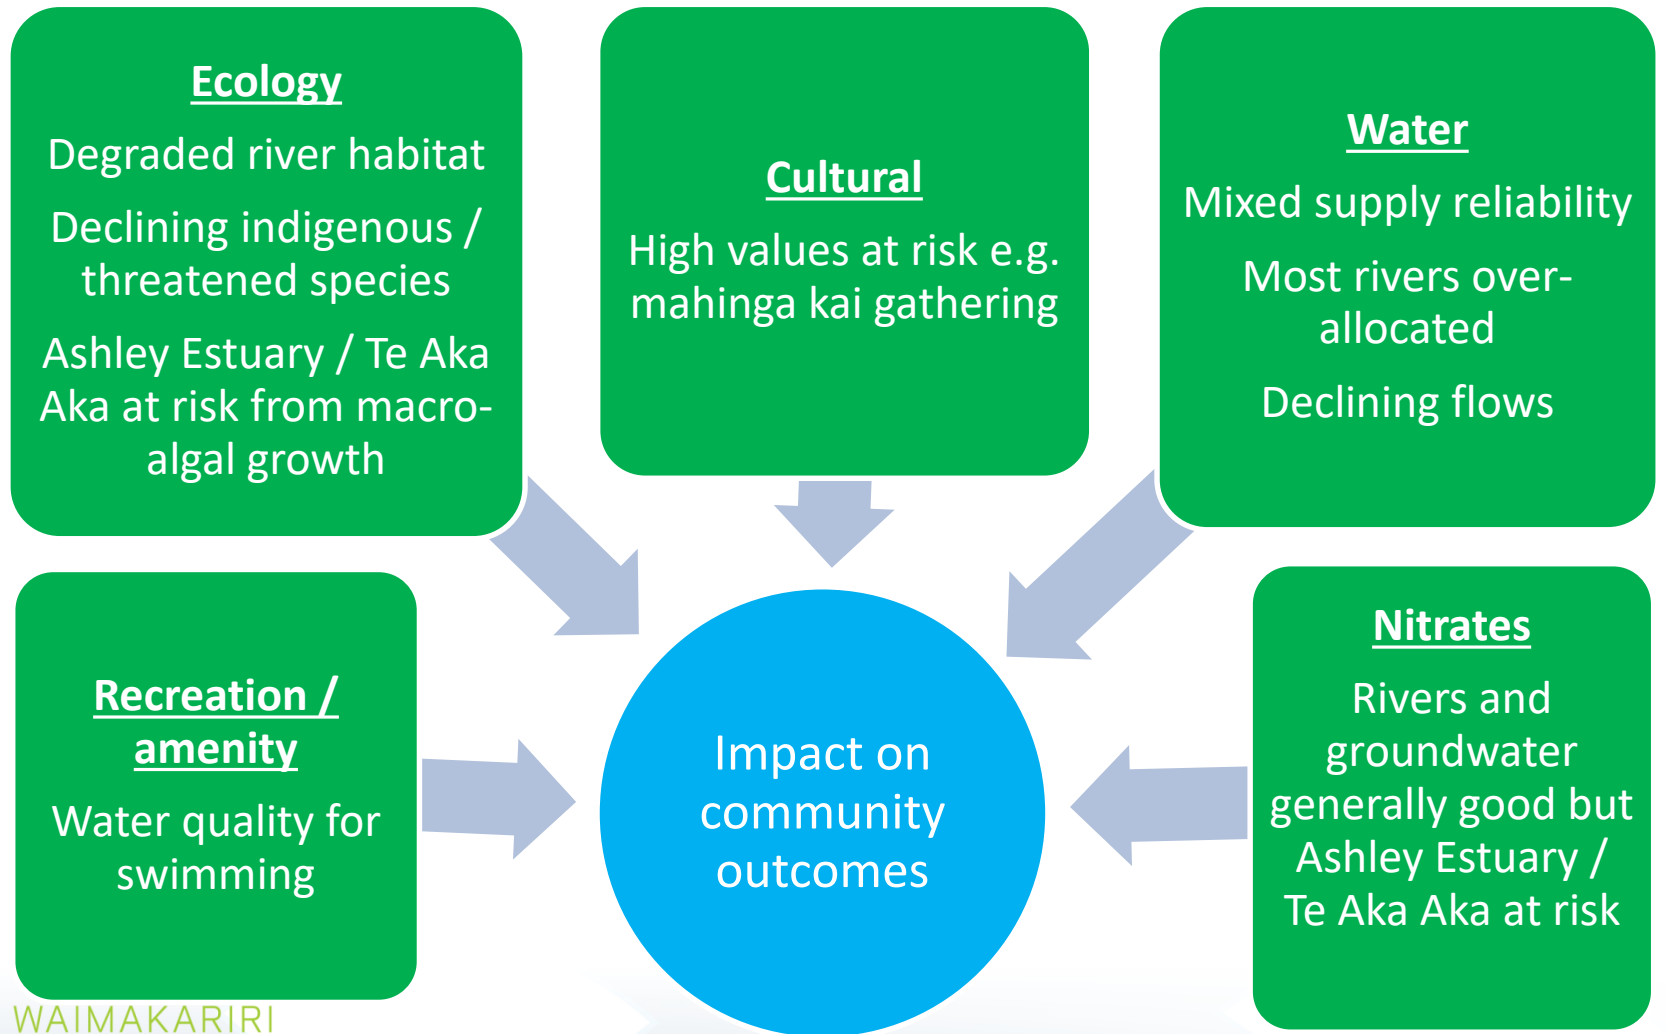 Ecology
Degraded river habitat
Declining indigenous /
threatened species
Ashley Estuary / Te Aka
Aka at risk from macro-
algal growth
Cultural
High values at risk e.g.
mahinga kai gathering
Water
Mixed supply reliability
Most rivers over-
allocated
Declining flows
Recreation /
amenity
Water quality for
swimming
Impact on
community
outcomes
Nitrates
Rivers and
groundwater
generally good but
Ashley Estuary /
Te Aka Aka at risk
WAIMAKARIRI